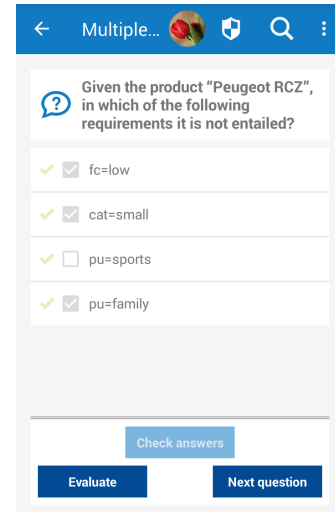 Multiple...
Given the product “Peugeot RCZ”,
in which of the following
requirements it is not entailed?
fc=low
cat=small
pu=sports
pu=family
Check answers
Evaluate
Next question